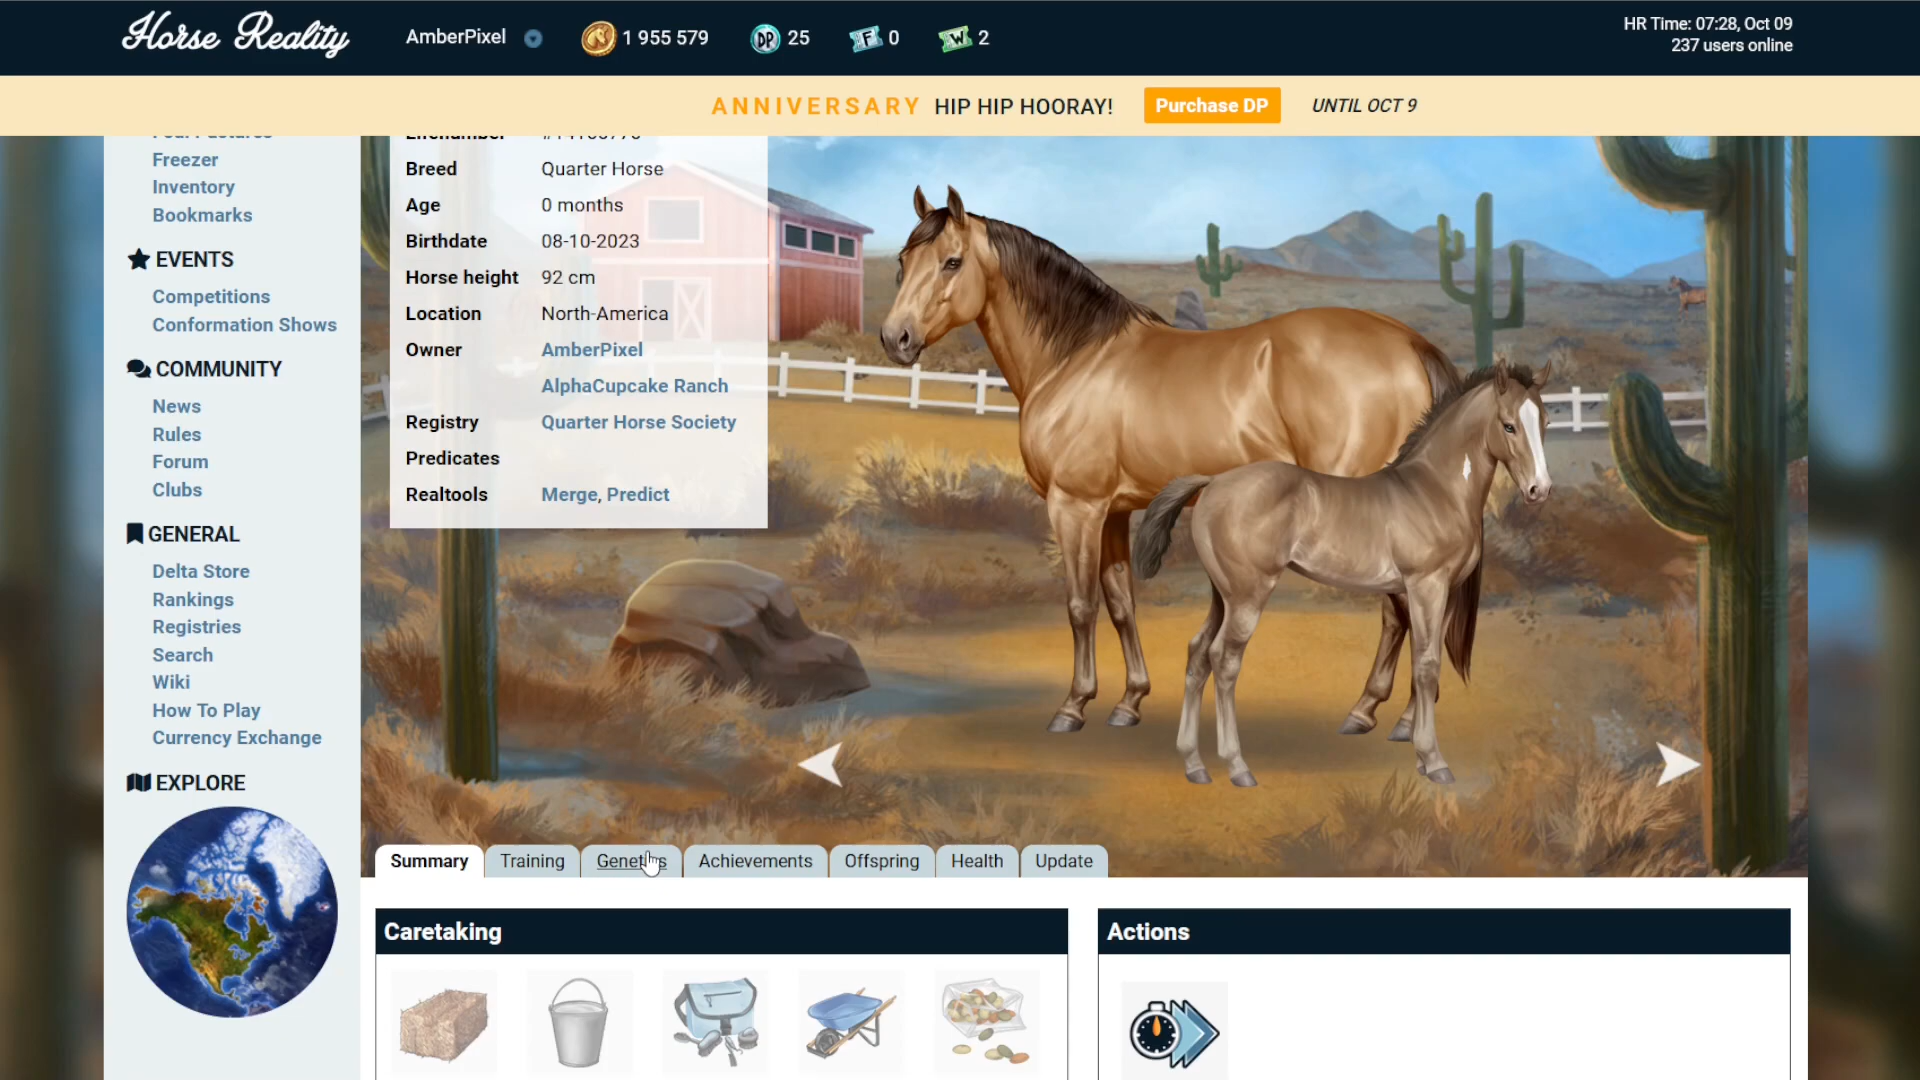 Horse Reality
AmberPixel
1 955 579
DP
25
F
0
W
2
HR Time: 07:28, Oct 09
237 users online
ANNIVERSARY HIP HIP HOORAY! Purchase DP UNTIL OCT 9
Freezer
Inventory
Bookmarks
EVENTS
Competitions
Conformation Shows
COMMUNITY
News
Rules
Forum
Clubs
GENERAL
Delta Store
Rankings
Registries
Search
Wiki
How To Play
Currency Exchange
EXPLORE
Breed Quarter Horse
Age 0 months
Birthdate 08-10-2023
Horse height 92 cm
Location North-America
Owner AmberPixel
AlphaCupcake Ranch
Registry Quarter Horse Society
Predicates
Realtools Merge, Predict
Summary Training Genetics Achievements Offspring Health Update
Caretaking
Actions